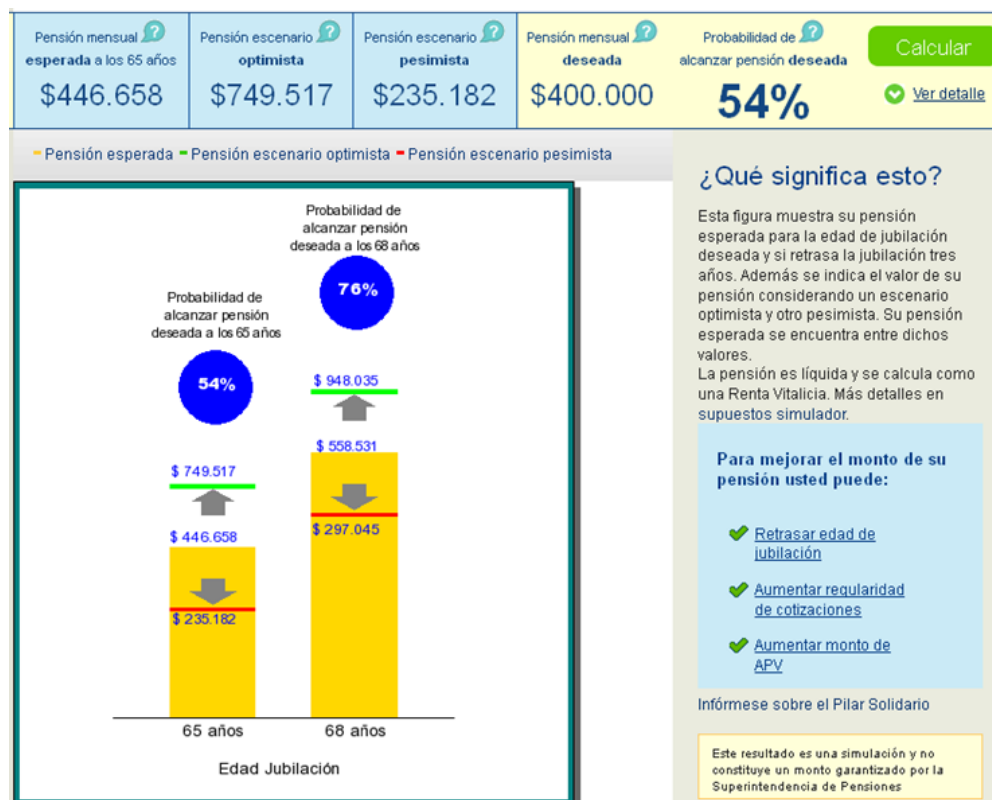 Pensión mensual ?
esperada a los 65 años
$446.658
Pensión escenario ?
optimista
$749.517
Pensión escenario ?
pesimista
$235.182
Pensión mensual ?
deseada
$400.000
Probabilidad de ?
alcanzar pensión deseada
54%
Calcular
Ver detalle
Pensión esperada Pensión escenario optimista Pensión escenario pesimista
Probabilidad de
alcanzar pensión
deseada a los 68 años
76%
Probabilidad de
alcanzar pensión
deseada a los 65 años
54%
$ 948.035
$ 558.531
$ 749.517
$ 297.045
$ 446.658
$ 235.182
65 años
68 años
Edad Jubilación
¿Qué significa esto?
Esta figura muestra su pensión
esperada para la edad de jubilación
deseada y si retrasa la jubilación tres
años. Además se indica el valor de su
pensión considerando un escenario
optimista y otro pesimista. Su pensión
esperada se encuentra entre dichos
valores.
La pensión es líquida y se calcula como
una Renta Vitalicia. Más detalles en
supuestos simulador.
Para mejorar el monto de su
pensión usted puede:
Retrasar edad de
jubilación
Aumentar regularidad
de cotizaciones
Aumentar monto de
APV
Infórmese sobre el Pilar Solidario
Este resultado es una simulación y no
constituye un monto garantizado por la
Superintendencia de Pensiones